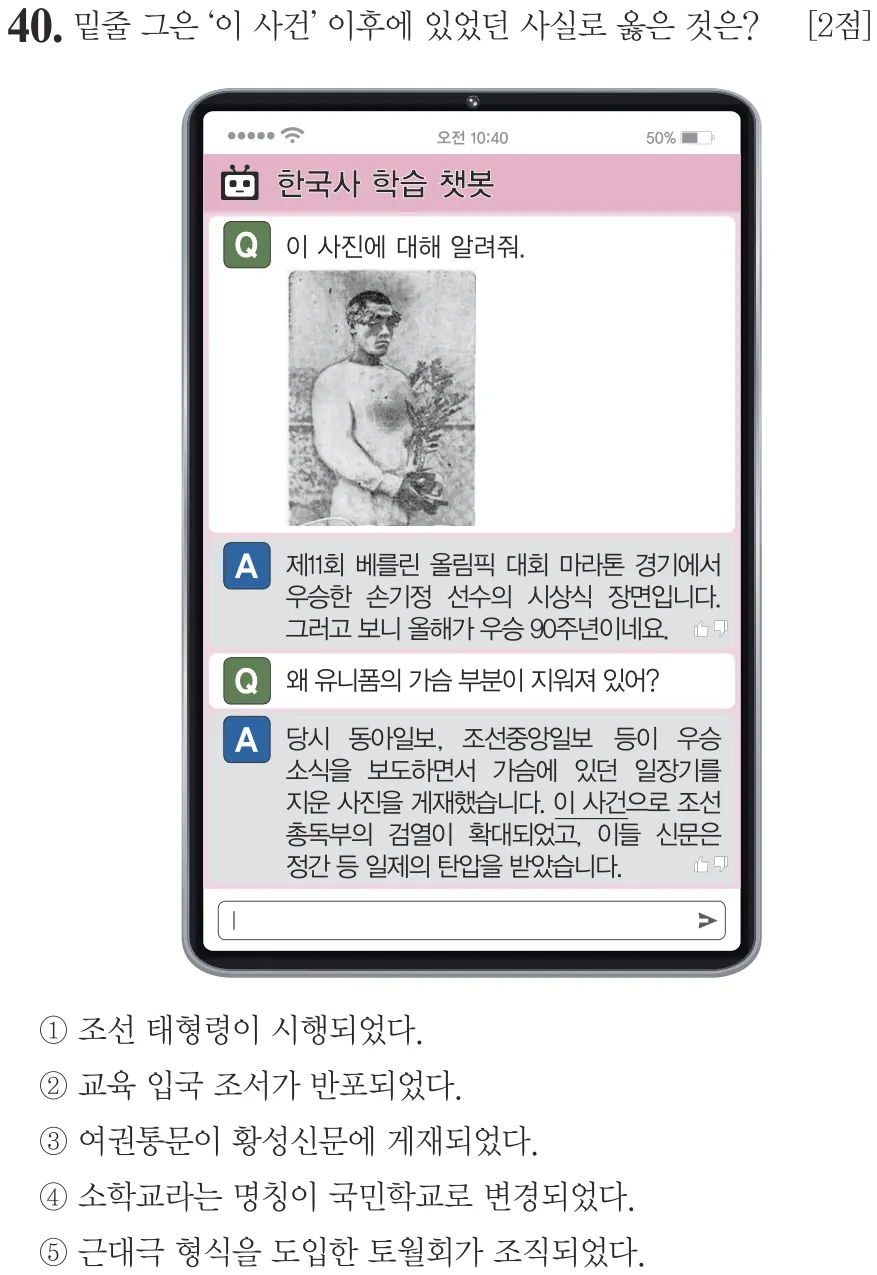 40. 밑줄 그은 ‘이 사건’ 이후에 있었던 사실로 옳은 것은? [2점]
오전 10:40
50%
한국사 학습 챗봇
Q 이 사진에 대해 알려줘.
A 제11회 베를린 올림픽 대회 마라톤 경기에서
우승한 손기정 선수의 시상식 장면입니다.
그러고 보니 올해가 우승 90주년이네요.
Q 왜 유니폼의 가슴 부분이 지워져 있어?
A 당시 동아일보, 조선중앙일보 등이 우승
소식을 보도하면서 가슴에 있던 일장기를
지운 사진을 게재했습니다. 이 사건으로 조선
총독부의 검열이 확대되었고, 이들 신문은
정간 등 일제의 탄압을 받았습니다.
① 조선 태형령이 시행되었다.
② 교육 입국 조서가 반포되었다.
③ 여권통문이 황성신문에 게재되었다.
④ 소학교라는 명칭이 국민학교로 변경되었다.
⑤ 근대극 형식을 도입한 토월회가 조직되었다.